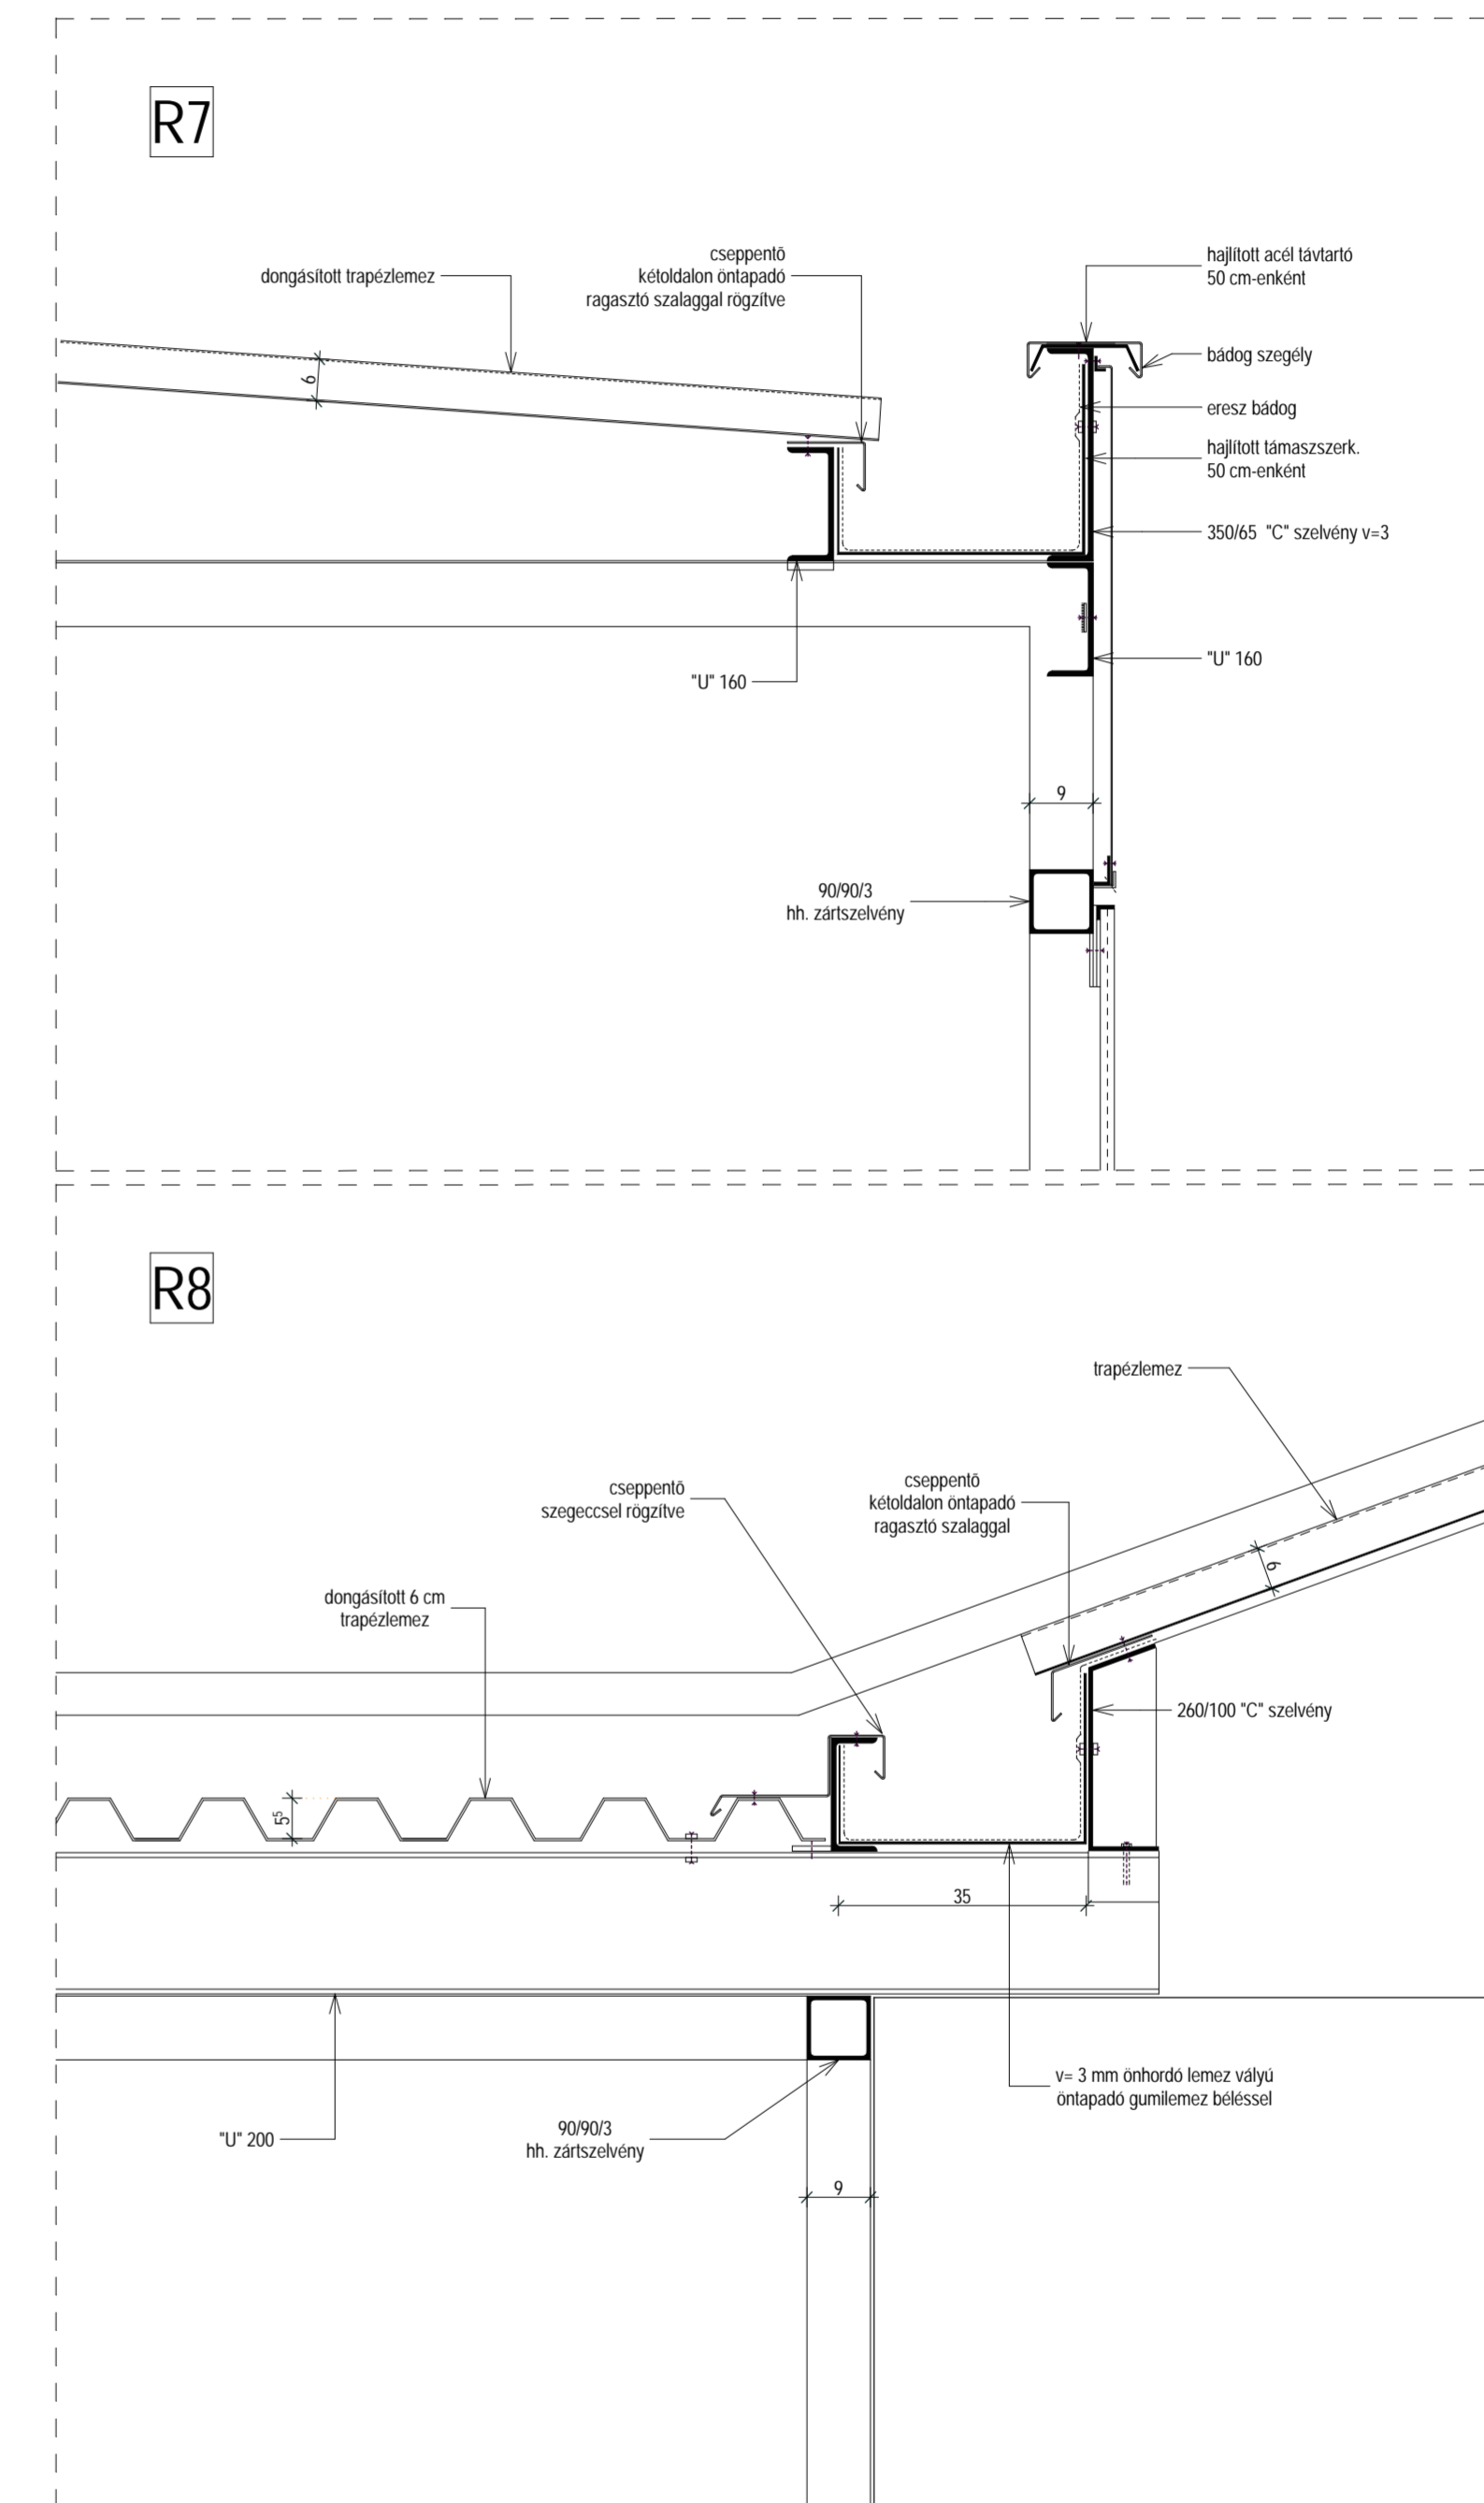 R7
cseppentő
kétoldalon öntapadó
ragasztó szalaggal rögzítve
dongásított trapézlemez
hajlított acél távtartó
50 cm-enként
bádog szegély
6
eresz bádog
hajlított támaszszerk.
50 cm-enként
350/65 "C" szelvény v=3
"U" 160
"U" 160
9
90/90/3
hh. zártszelvény
R8
trapézlemez
cseppentő
szegeccsel rögzítve
cseppentő
kétoldalon öntapadó
ragasztó szalaggal
6
dongásított 6 cm
trapézlemez
260/100 "C" szelvény
5⁵
35
v= 3 mm önhordó lemez vályú
öntapadó gumilemez béléssel
"U" 200
90/90/3
hh. zártszelvény
9